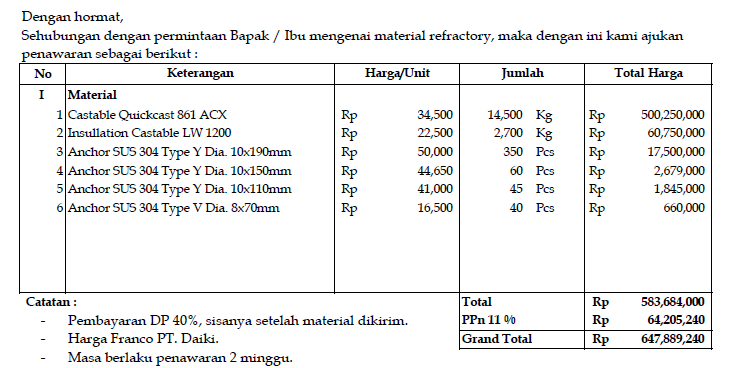 Dengan hormat,
Sehubungan dengan permintaan Bapak / Ibu mengenai material refractory, maka dengan ini kami ajukan
penawaran sebagai berikut :
No Keterangan Harga/Unit Jumlah Total Harga
I Material
1 Castable Quickcast 861 ACX Rp 34,500 14,500 Kg Rp 500,250,000
2 Insullation Castable LW 1200 Rp 22,500 2,700 Kg Rp 60,750,000
3 Anchor SUS 304 Type Y Dia. 10x190mm Rp 50,000 350 Pcs Rp 17,500,000
4 Anchor SUS 304 Type Y Dia. 10x150mm Rp 44,650 60 Pcs Rp 2,679,000
5 Anchor SUS 304 Type Y Dia. 10x110mm Rp 41,000 45 Pcs Rp 1,845,000
6 Anchor SUS 304 Type V Dia. 8x70mm Rp 16,500 40 Pcs Rp 660,000
Catatan : Total Rp 583,684,000
- Pembayaran DP 40%, sisanya setelah material dikirim. PPn 11 % Rp 64,205,240
- Harga Franco PT. Daiki. Grand Total Rp 647,889,240
- Masa berlaku penawaran 2 minggu.